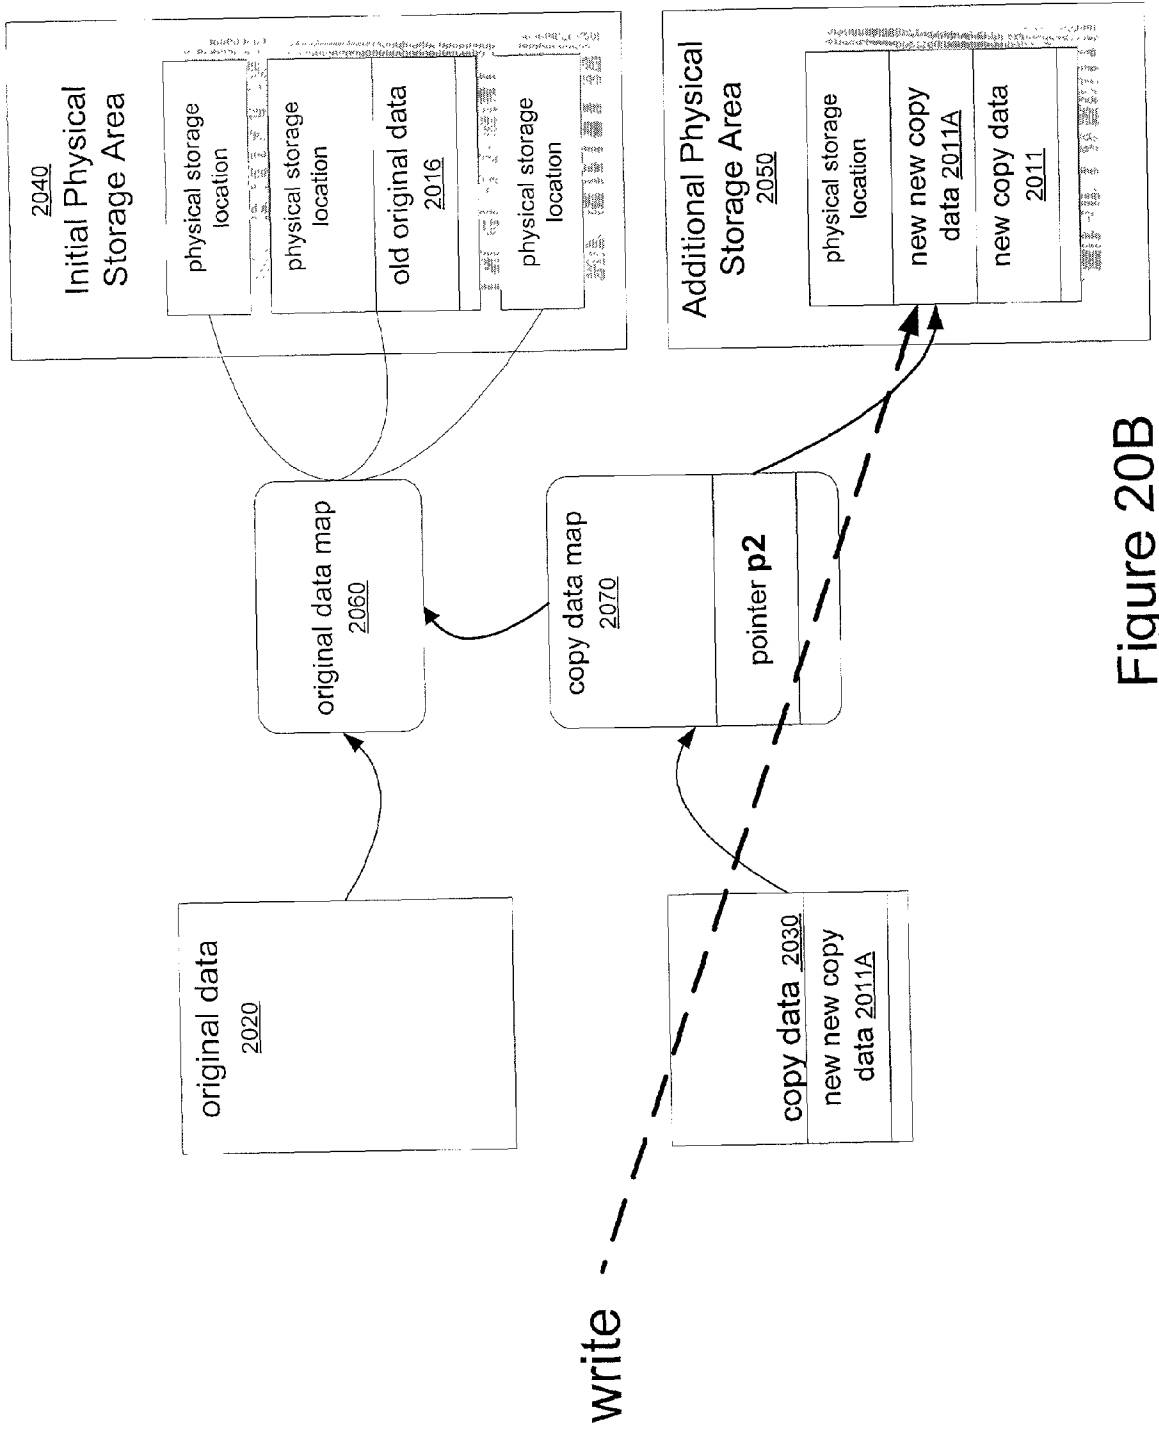 2040
Initial Physical
Storage Area
physical storage
location
physical storage
location
old original data
2016
physical storage
location
original data map
2060
original data
2020
Additional Physical
Storage Area
2050
physical storage
location
new new copy
data 2011A
new copy data
2011
copy data map
2070
pointer p2
copy data 2030
new new copy
data 2011A
write
Figure 20B